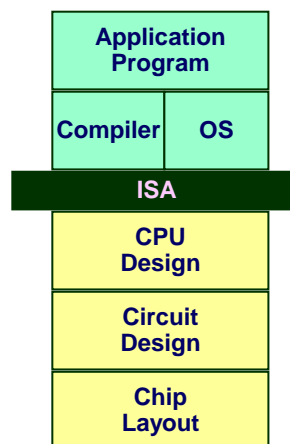 Application
Program
Compiler OS
ISA
CPU
Design
Circuit
Design
Chip
Layout